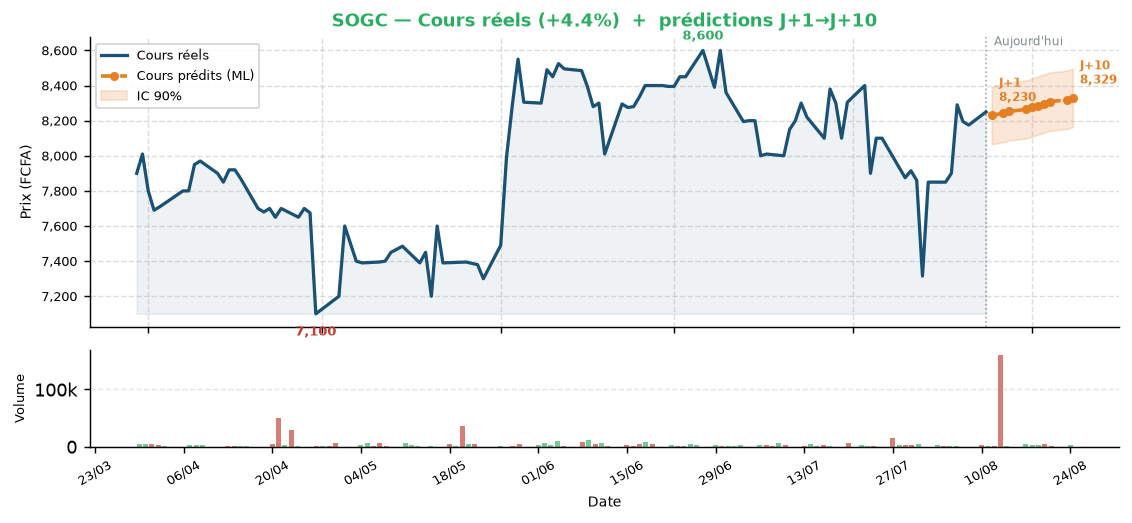 SOGC — Cours réels (+4.4%)  +  prédictions J+1→J+10
8,600
Cours réels
Cours prédits (ML)
IC 90%
Aujourd'hui
J+1
8,230
J+10
8,329
8,600
8,400
8,200
8,000
7,800
7,600
7,400
7,200
Prix (FCFA)
7,100
Volume
100k
0
23/03
06/04
20/04
04/05
18/05
01/06
15/06
29/06
13/07
27/07
10/08
24/08
Date